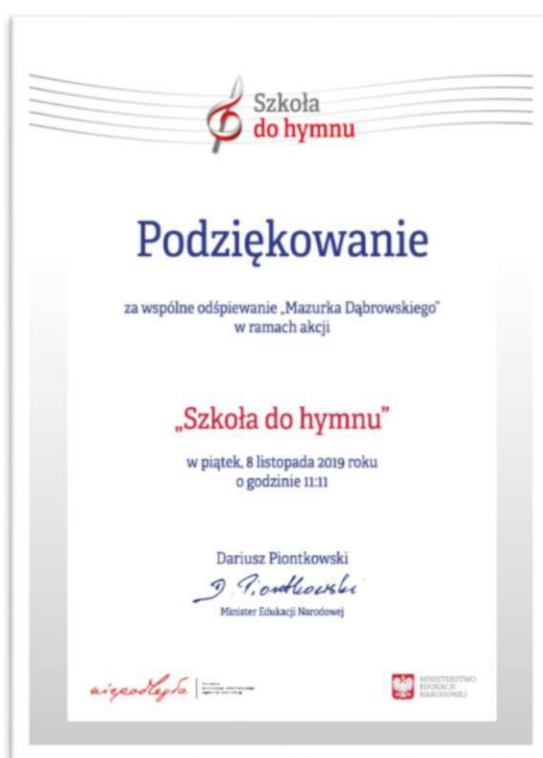 Szkoła
do hymnu
Podziękowanie
za wspólne odśpiewanie „Mazurka Dąbrowskiego”
w ramach akcji
„Szkoła do hymnu”
w piątek, 8 listopada 2019 roku
o godzinie 11:11
Dariusz Piontkowski
D. Piontkowski
Minister Edukacji Narodowej
niepodległa
MINISTERSTWO
EDUKACJI
NARODOWEJ